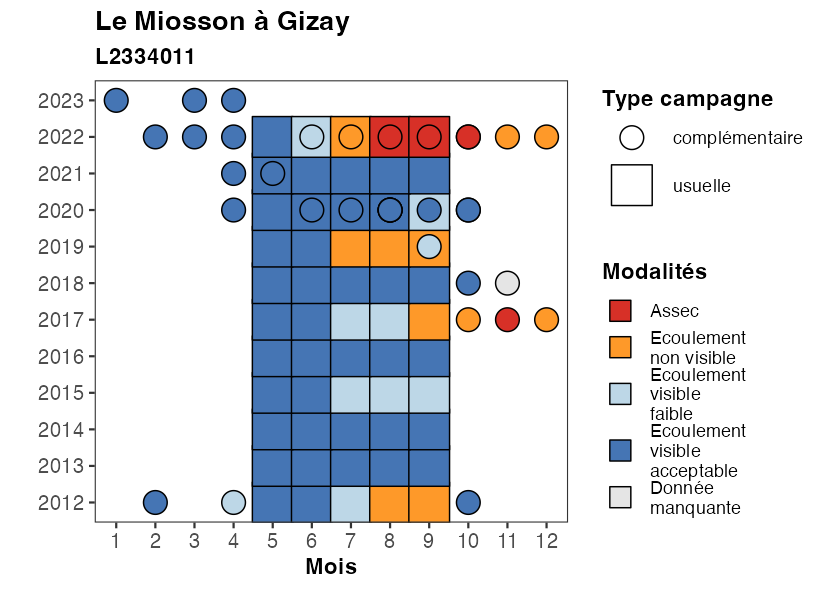 Le Miosson à Gizay
L2334011
2023
2022
2021
2020
2019
2018
2017
2016
2015
2014
2013
2012
1 2 3 4 5 6 7 8 9 10 11 12
Mois
Type campagne
complémentaire
usuelle
Modalités
Assec
Ecoulement
non visible
Ecoulement
visible
faible
Ecoulement
visible
acceptable
Donnée
manquante